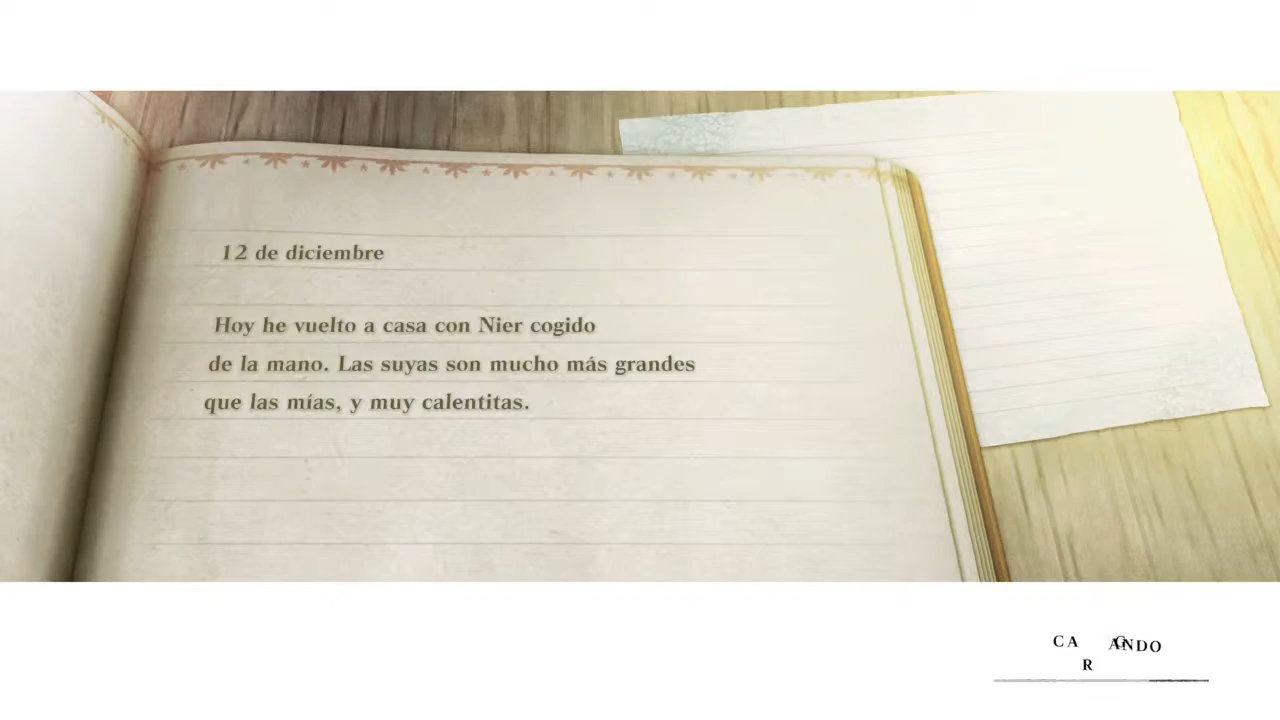 12 de diciembre
Hoy he vuelto a casa con Nier cogido
de la mano. Las suyas son mucho más grandes
que las mías, y muy calentitas.
CARGANDO